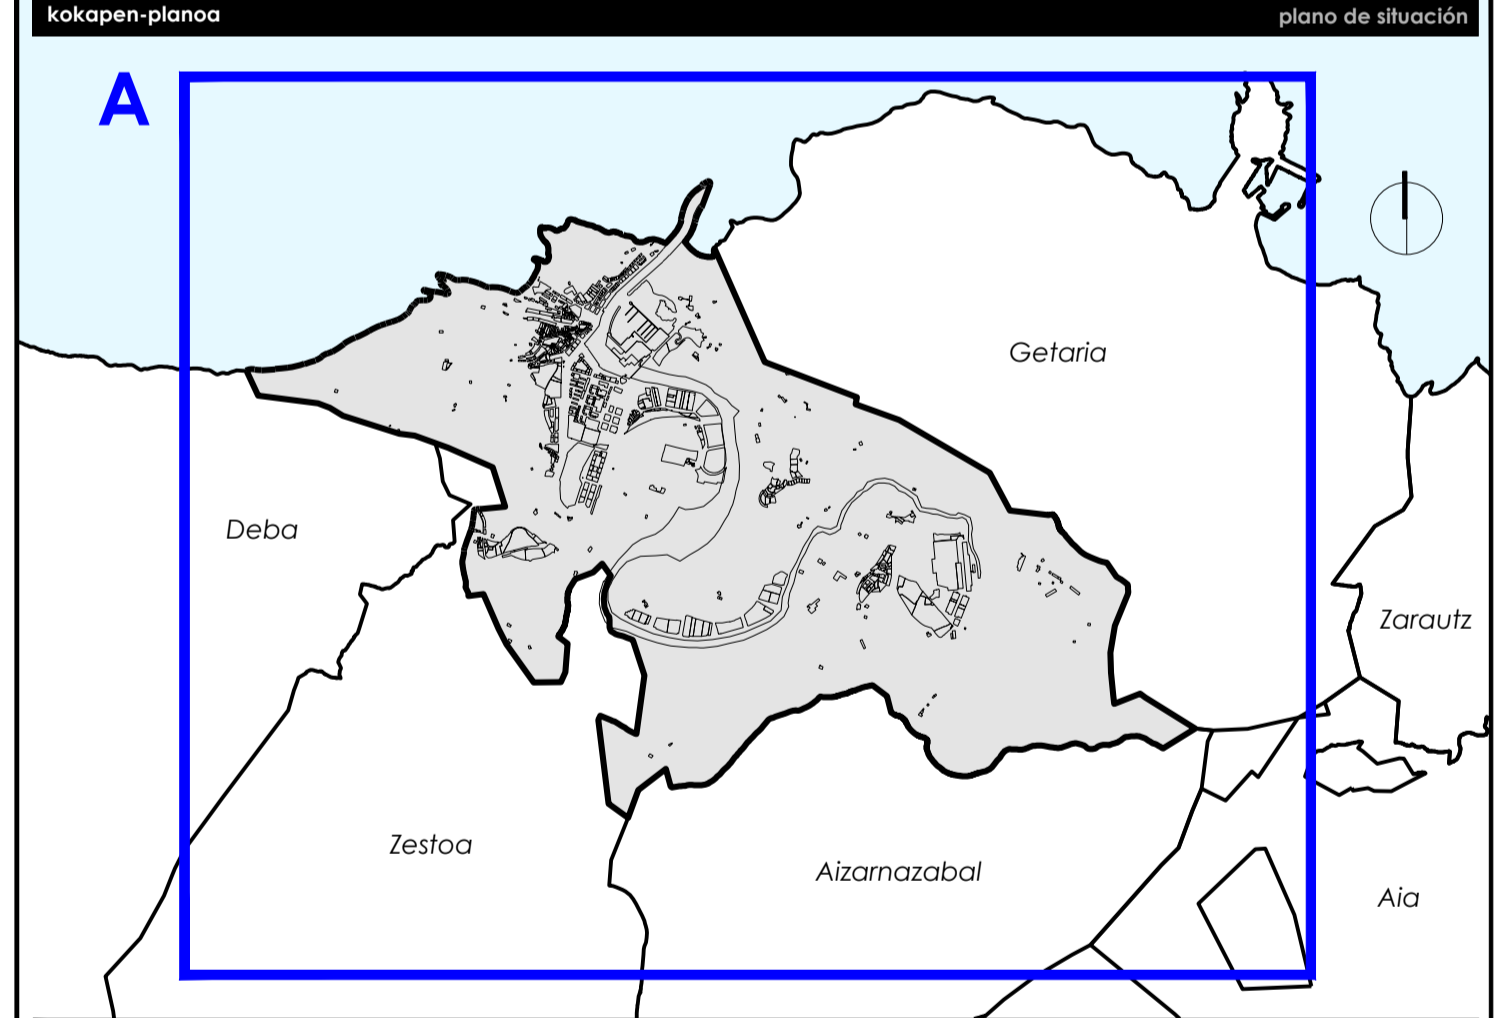 kokapen-planoa
plano de situación
A
Getaria
Deba
Zarautz
Zestoa
Aizarnazabal
Aia